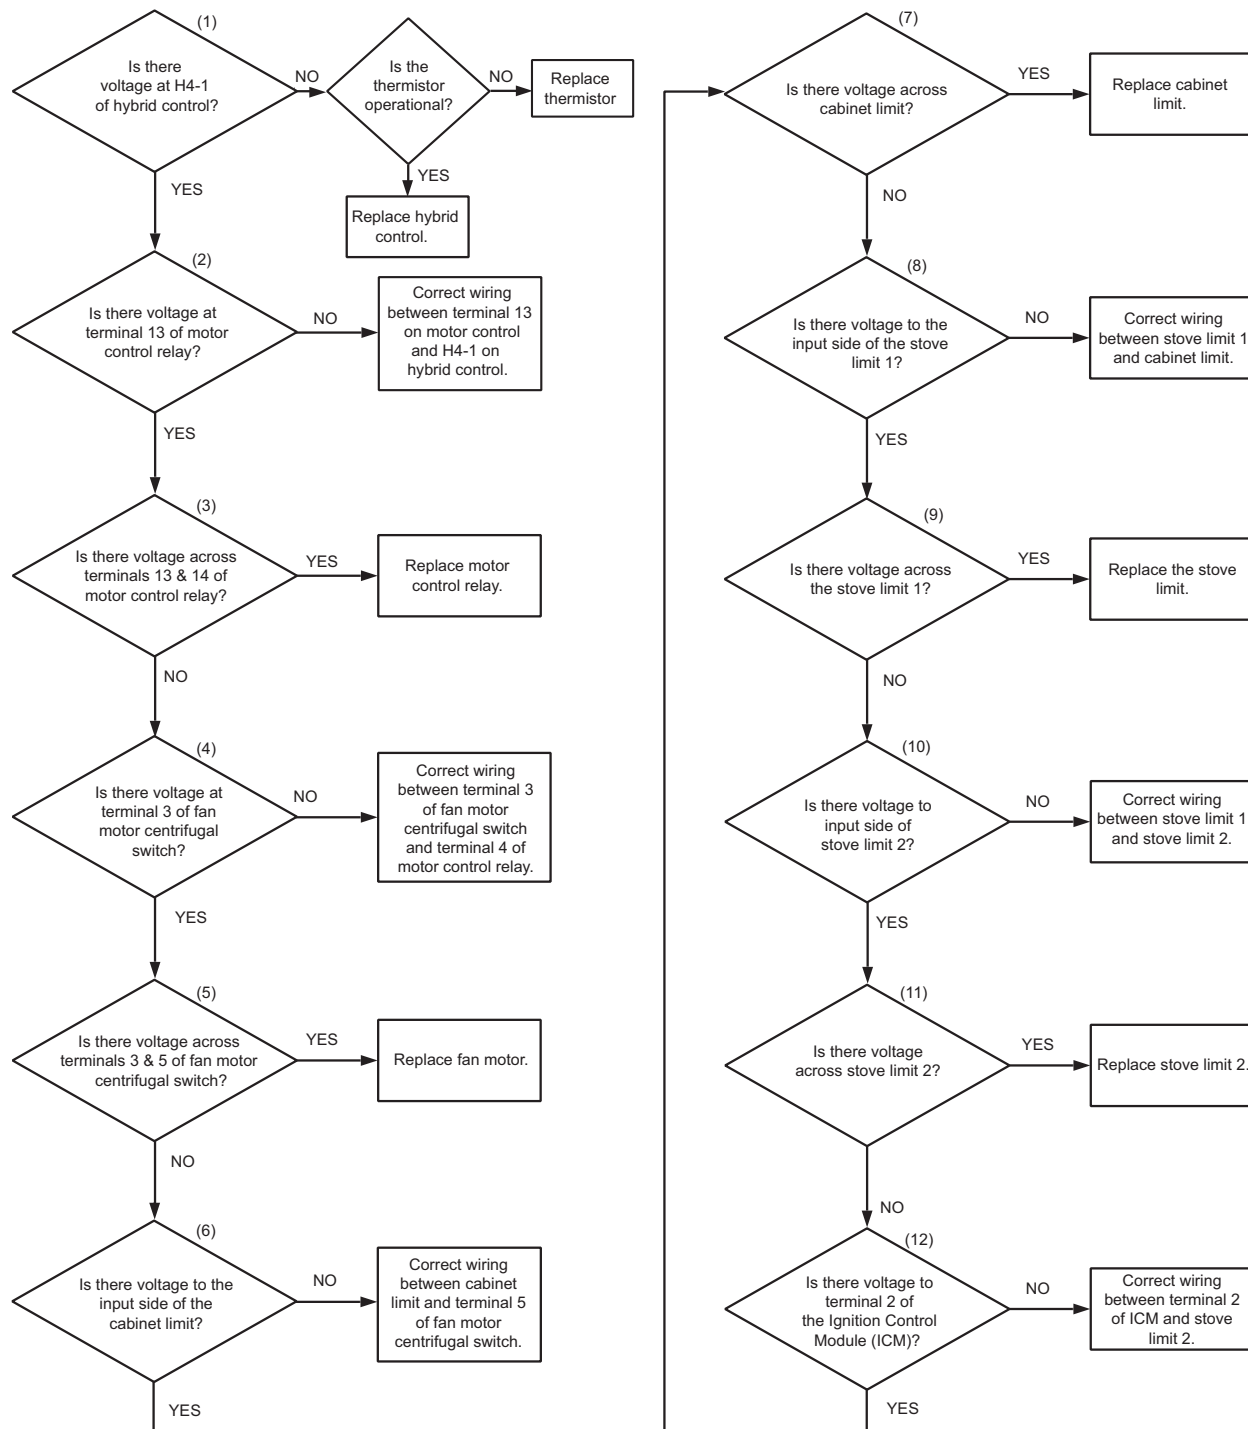 (1)
Is there
voltage at H4-1
of hybrid control?
NO
Is the
thermistor
operational?
NO
Replace
thermistor
YES
Replace hybrid
control.
YES
(2)
Is there voltage at
terminal 13 of motor
control relay?
NO
Correct wiring
between terminal 13
on motor control
and H4-1 on
hybrid control.
YES
(3)
Is there voltage across
terminals 13 & 14 of
motor control relay?
YES
Replace motor
control relay.
NO
(4)
Is there voltage at
terminal 3 of fan
motor centrifugal
switch?
NO
Correct wiring
between terminal 3
of fan motor
centrifugal switch
and terminal 4 of
motor control relay.
YES
(5)
Is there voltage across
terminals 3 & 5 of fan motor
centrifugal switch?
YES
Replace fan motor.
NO
(6)
Is there voltage to the
input side of the
cabinet limit?
NO
Correct wiring
between cabinet
limit and terminal 5
of fan motor
centrifugal switch.
YES
(7)
Is there voltage across
cabinet limit?
YES
Replace cabinet
limit.
NO
(8)
Is there voltage to the
input side of the stove
limit 1?
NO
Correct wiring
between stove limit 1
and cabinet limit.
YES
(9)
Is there voltage across
the stove limit 1?
YES
Replace the stove
limit.
NO
(10)
Is there voltage to
input side of
stove limit 2?
NO
Correct wiring
between stove limit 1
and stove limit 2.
YES
(11)
Is there voltage
across stove limit 2?
YES
Replace stove limit 2.
NO
(12)
Is there voltage to
terminal 2 of
the Ignition Control
Module (ICM)?
NO
Correct wiring
between terminal 2
of ICM and stove
limit 2.
YES